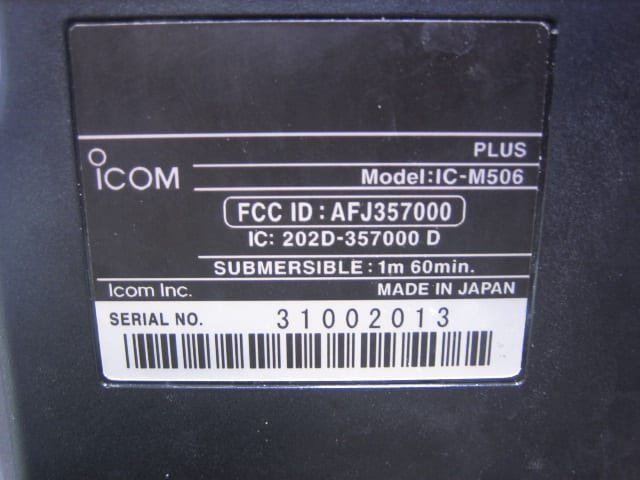 PLUS
ICOM Model:IC-M506
FCC ID : AFJ357000
IC: 202D-357000 D
SUBMERSIBLE : 1m 60min.
Icom Inc. MADE IN JAPAN
SERIAL NO. 31002013